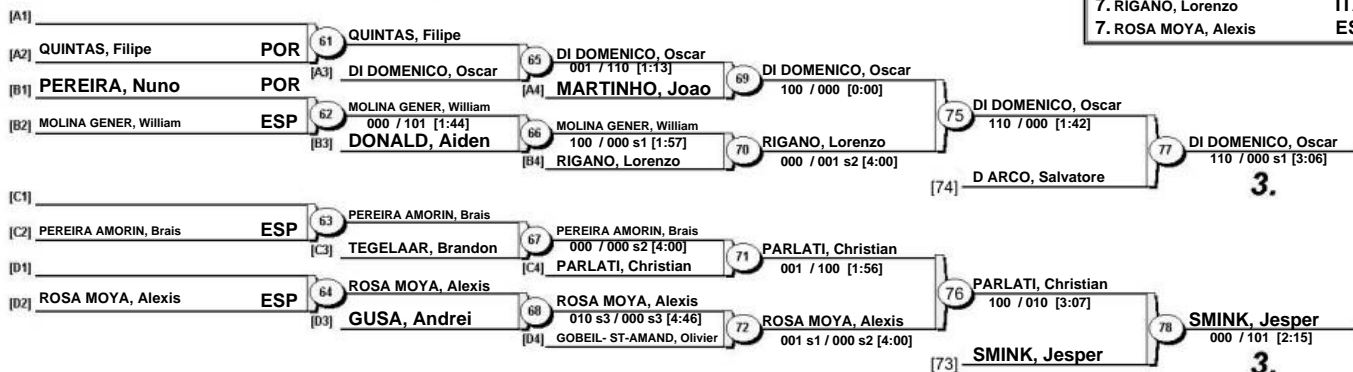 7. RIGANO, Lorenzo
7. ROSA MOYA, Alexis
[A1]
[A2] QUINTAS, Filipe POR
61
QUINTAS, Filipe
[A3] DI DOMENICO, Oscar
65
DI DOMENICO, Oscar
001 / 110 [1:13]
[A4] MARTINHO, Joao
69
DI DOMENICO, Oscar
100 / 000 [0:00]
[B1] PEREIRA, Nuno POR
[B2] MOLINA GENER, William ESP
62
MOLINA GENER, William
000 / 101 [1:44]
[B3] DONALD, Aiden
66
MOLINA GENER, William
100 / 000 s1 [1:57]
[B4] RIGANO, Lorenzo
70
RIGANO, Lorenzo
000 / 001 s2 [4:00]
75
DI DOMENICO, Oscar
110 / 000 [1:42]
[74] D ARCO, Salvatore
77
DI DOMENICO, Oscar
110 / 000 s1 [3:06]
3.
[C1]
[C2] PEREIRA AMORIN, Brais ESP
63
PEREIRA AMORIN, Brais
[C3] TEGELAAR, Brandon
67
PEREIRA AMORIN, Brais
000 / 000 s2 [4:00]
[C4] PARLATI, Christian
71
PARLATI, Christian
001 / 100 [1:56]
[D1]
[D2] ROSA MOYA, Alexis ESP
64
ROSA MOYA, Alexis
[D3] GUSA, Andrei
68
ROSA MOYA, Alexis
010 s3 / 000 s3 [4:46]
[D4] GOBEIL- ST-AMAND, Olivier
72
ROSA MOYA, Alexis
001 s1 / 000 s2 [4:00]
76
PARLATI, Christian
100 / 010 [3:07]
[73] SMINK, Jesper
78
SMINK, Jesper
000 / 101 [2:15]
3.